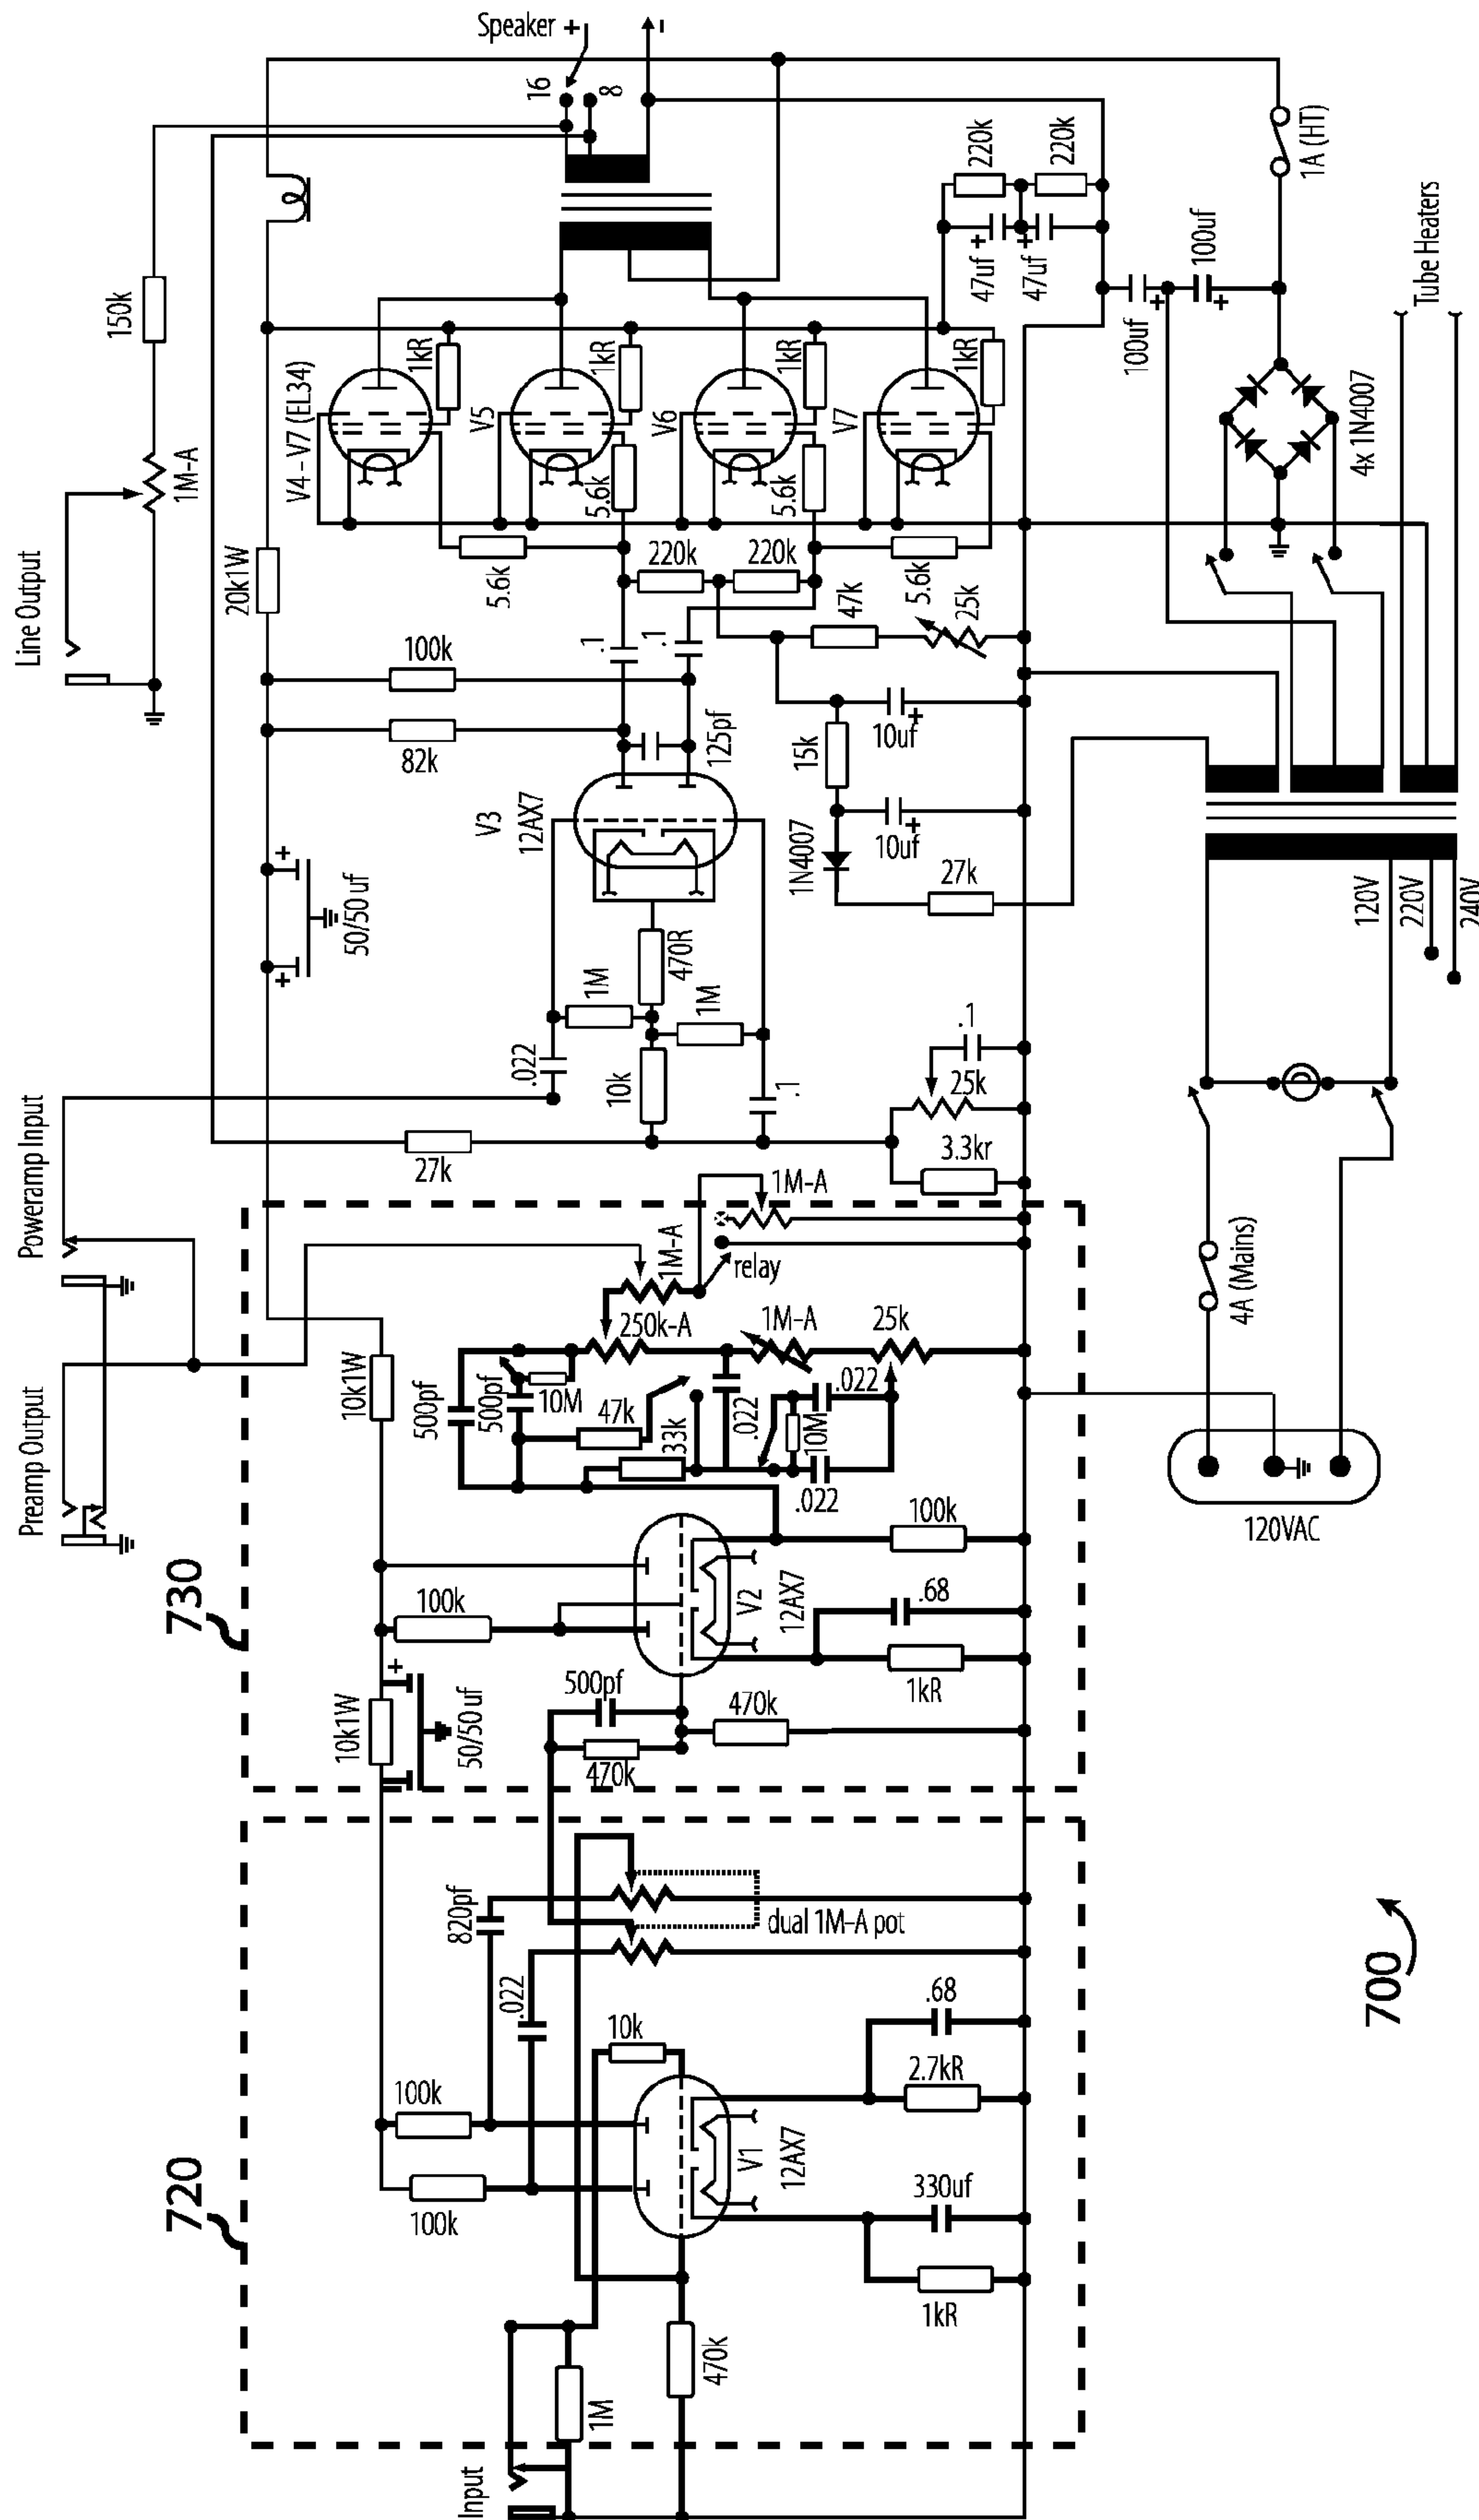 Speaker +
–
16
8
150k
1M-A
Line Output
20k1W
V4 - V7 (EL34)
1kR
V5
1kR
V6
1kR
V7
1kR
5.6k
5.6k
5.6k
5.6k
220k
220k
47k
25k
220k
220k
47uf
+
47uf
+
1A (HT)
100uf
+
100uf
+
Tube Heaters
4x 1N4007
.1
.1
100k
82k
125pf
V3
12AX7
15k
10uf
+
10uf
+
1N4007
27k
120V
220V
240V
+
50/50 uf
+
470R
1M
1M
.022
10k
.1
.1
25k
3.3kr
27k
Poweramp Input
Preamp Output
1M-A
1M-A
relay
250k-A
1M-A
25k
10k1W
500pf
500pf
10M
47k
33k
.022
.022
10M
.022
4A (Mains)
120VAC
730
100k
100k
V2
12AX7
.68
1kR
+
10k1W
50/50 uf
500pf
470k
470k
820pf
.022
dual 1M-A pot
10k
.68
2.7kR
100k
100k
V1
12AX7
330uf
1kR
720
700
1M
470k
Input